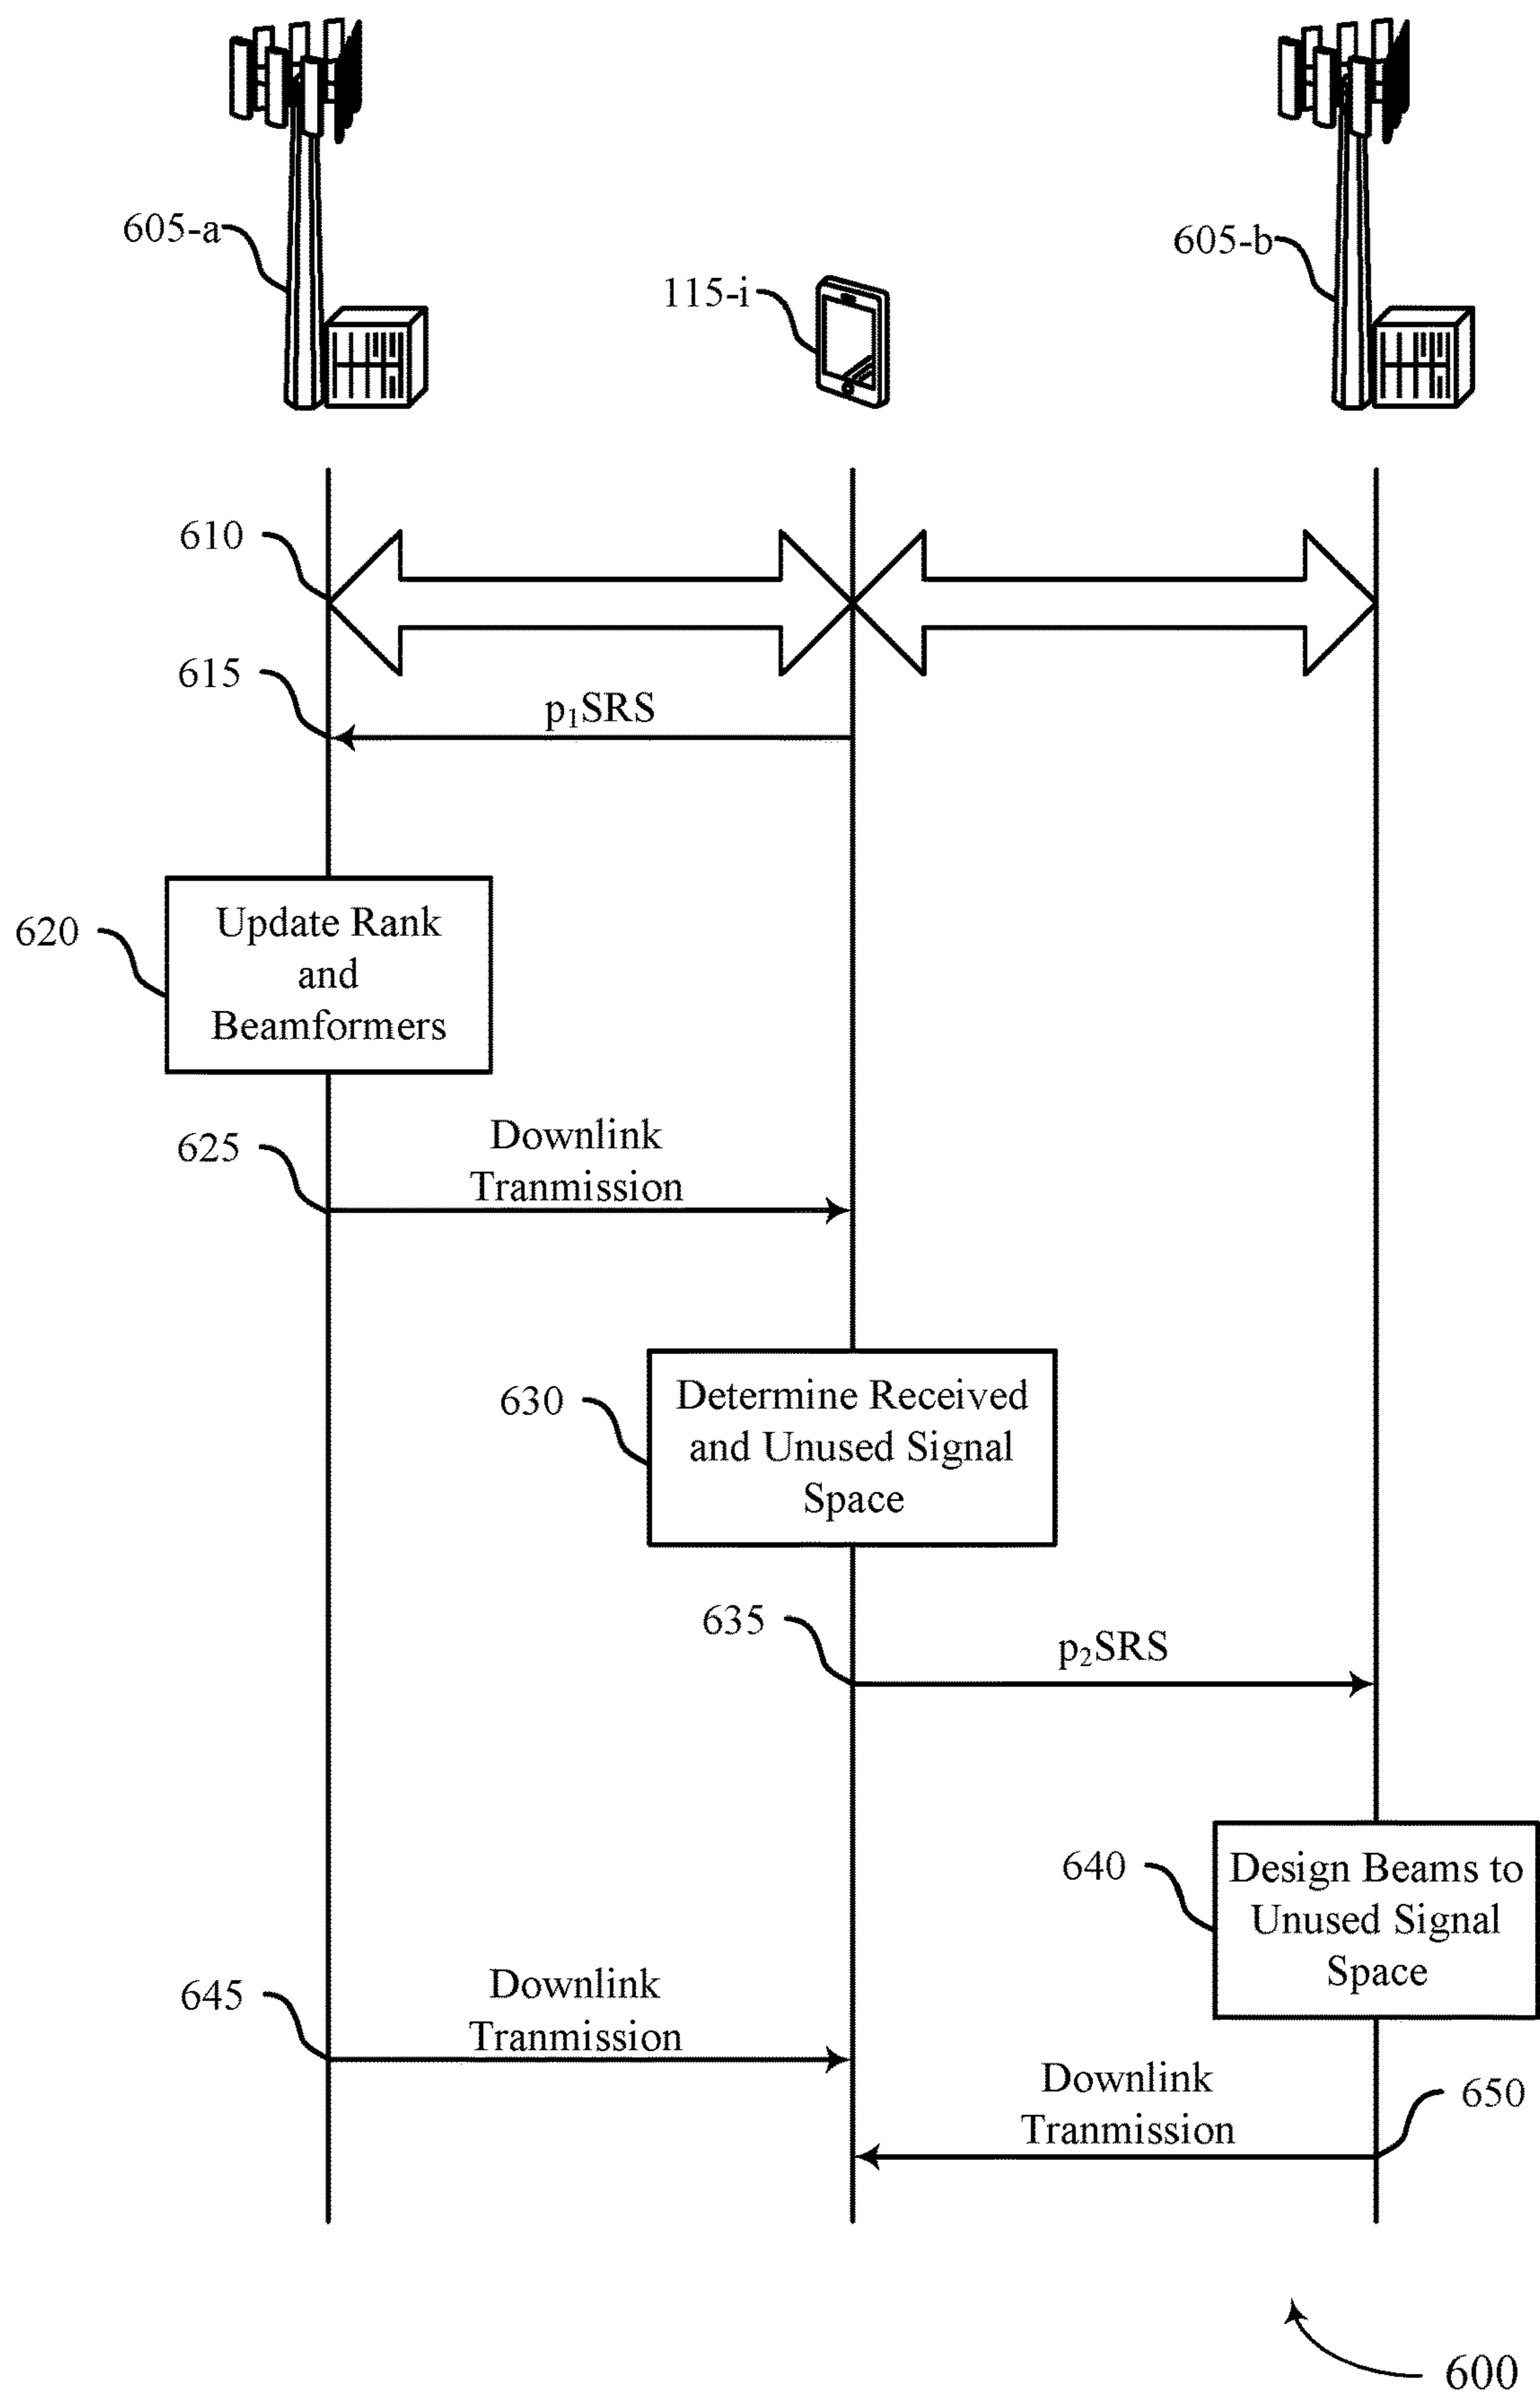 605-a
605-b
115-i
610
615
p₁SRS
620
Update Rank
and
Beamformers
625
Downlink
Tranmission
630
Determine Received
and Unused Signal
Space
635
p₂SRS
640
Design Beams to
Unused Signal
Space
645
Downlink
Tranmission
Downlink
Tranmission
650
600